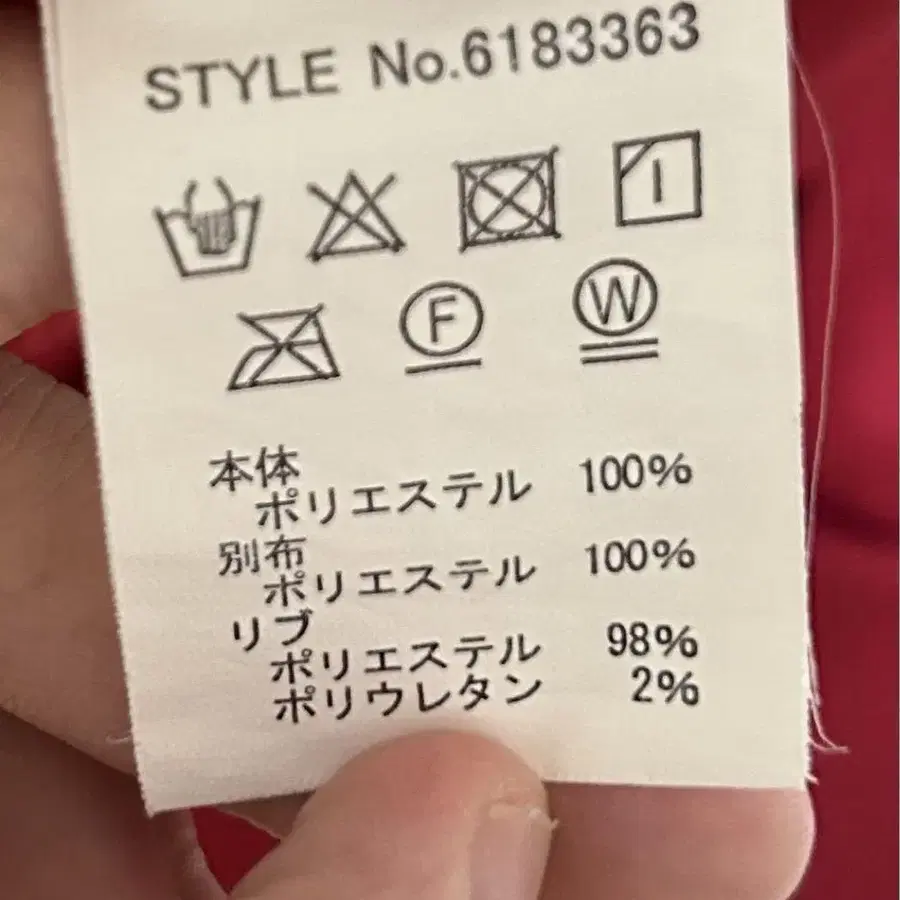 STYLE No.6183363
F W
本体
ポリエステル 100%
別布
ポリエステル 100%
リブ
ポリエステル 98%
ポリウレタン 2%